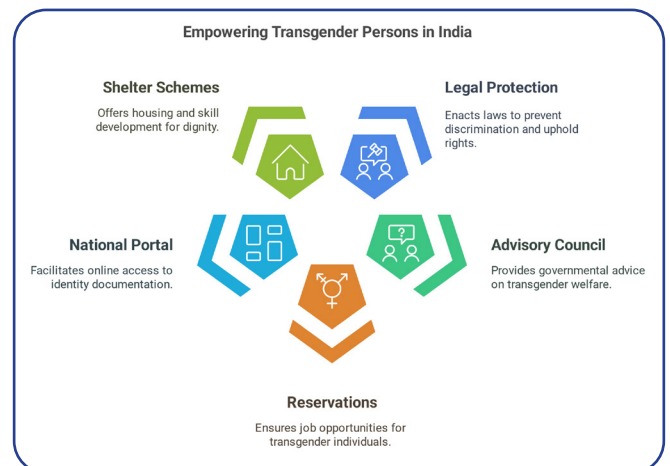 Empowering Transgender Persons in India
Shelter Schemes
Offers housing and skill
development for dignity.
Legal Protection
Enacts laws to prevent
discrimination and uphold
rights.
National Portal
Facilitates online access to
identity documentation.
?
Advisory Council
Provides governmental advice
on transgender welfare.
Reservations
Ensures job opportunities for
transgender individuals.